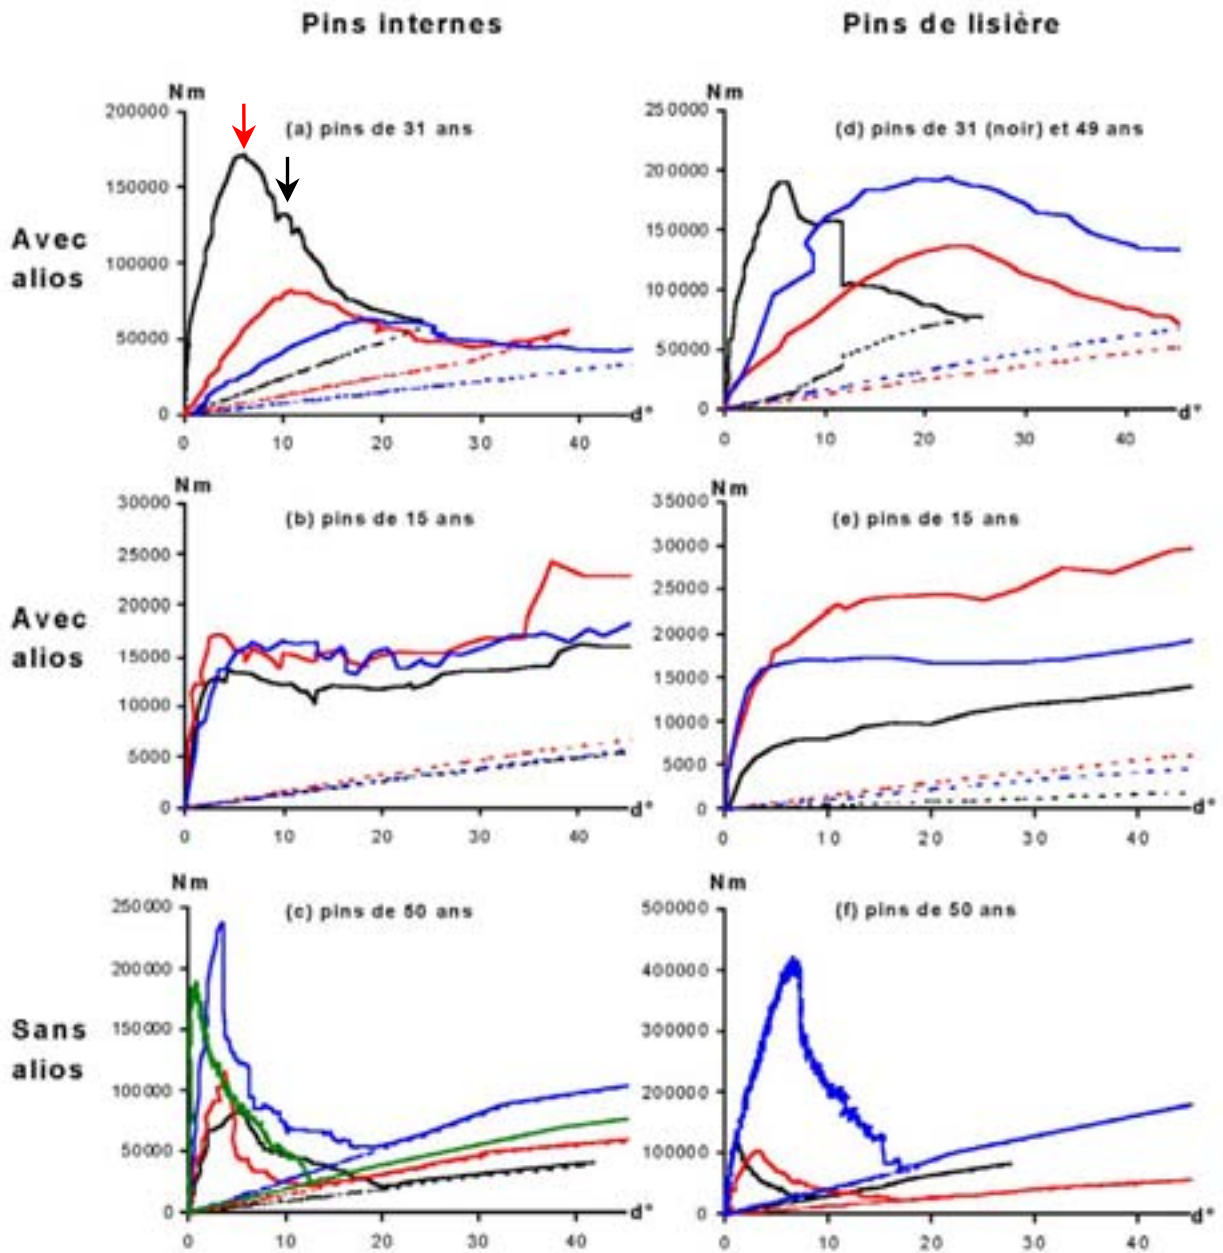 Pins internes
Pins de lisière
Nm
200000
150000
100000
50000
0
(a) pins de 31 ans
0 10 20 30 40
d°
Nm
250000
200000
150000
100000
50000
0
(d) pins de 31 (noir) et 49 ans
0 10 20 30 40
d°
Avec
alios
Nm
30000
25000
20000
15000
10000
5000
0
(b) pins de 15 ans
0 10 20 30 40
d°
Nm
35000
30000
25000
20000
15000
10000
5000
0
(e) pins de 15 ans
0 10 20 30 40
d°
Avec
alios
Nm
250000
200000
150000
100000
50000
0
(c) pins de 50 ans
0 10 20 30 40
d°
Nm
500000
400000
300000
200000
100000
0
(f) pins de 50 ans
0 10 20 30 40
d°
Sans
alios